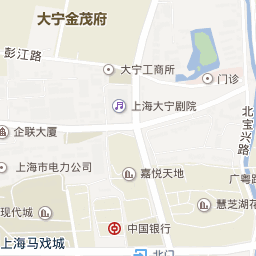 大宁金茂府
彭江路
大宁工商所
门诊
上海大宁剧院
北宝兴路
企联大厦
上海市电力公司
嘉悦天地
广粤路
慧芝湖花
现代城
中国银行
上海马戏城
北门